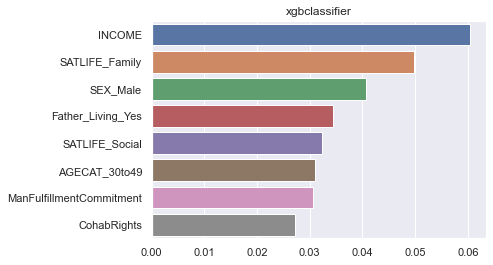 xgbclassifier
INCOME
SATLIFE_Family
SEX_Male
Father_Living_Yes
SATLIFE_Social
AGECAT_30to49
ManFulfillmentCommitment
CohabRights
0.00 0.01 0.02 0.03 0.04 0.05 0.06